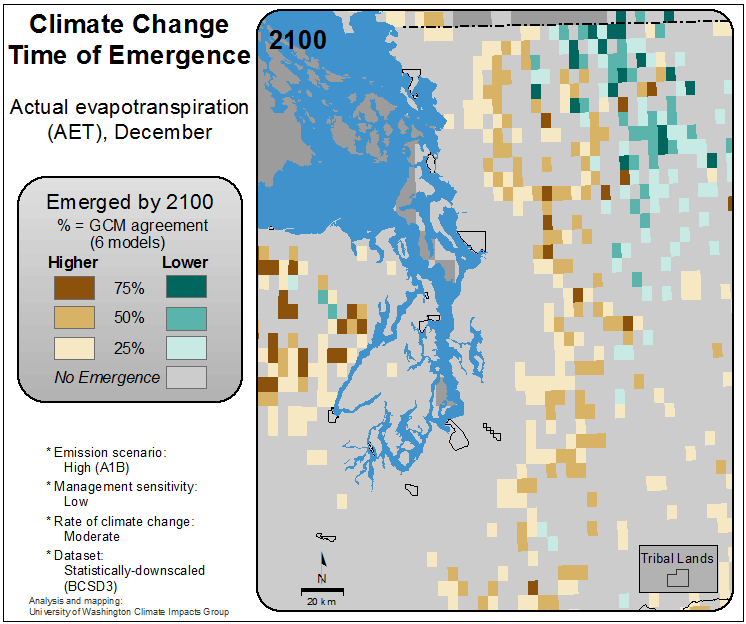 Climate Change
Time of Emergence
Actual evapotranspiration
(AET), December
Emerged by 2100
% = GCM agreement
(6 models)
Higher Lower
75%
50%
25%
No Emergence
* Emission scenario:
High (A1B)
* Management sensitivity:
Low
* Rate of climate change:
Moderate
* Dataset:
Statistically-downscaled
(BCSD3)
Analysis and mapping:
University of Washington Climate Impacts Group
2100
N
20 km
Tribal Lands